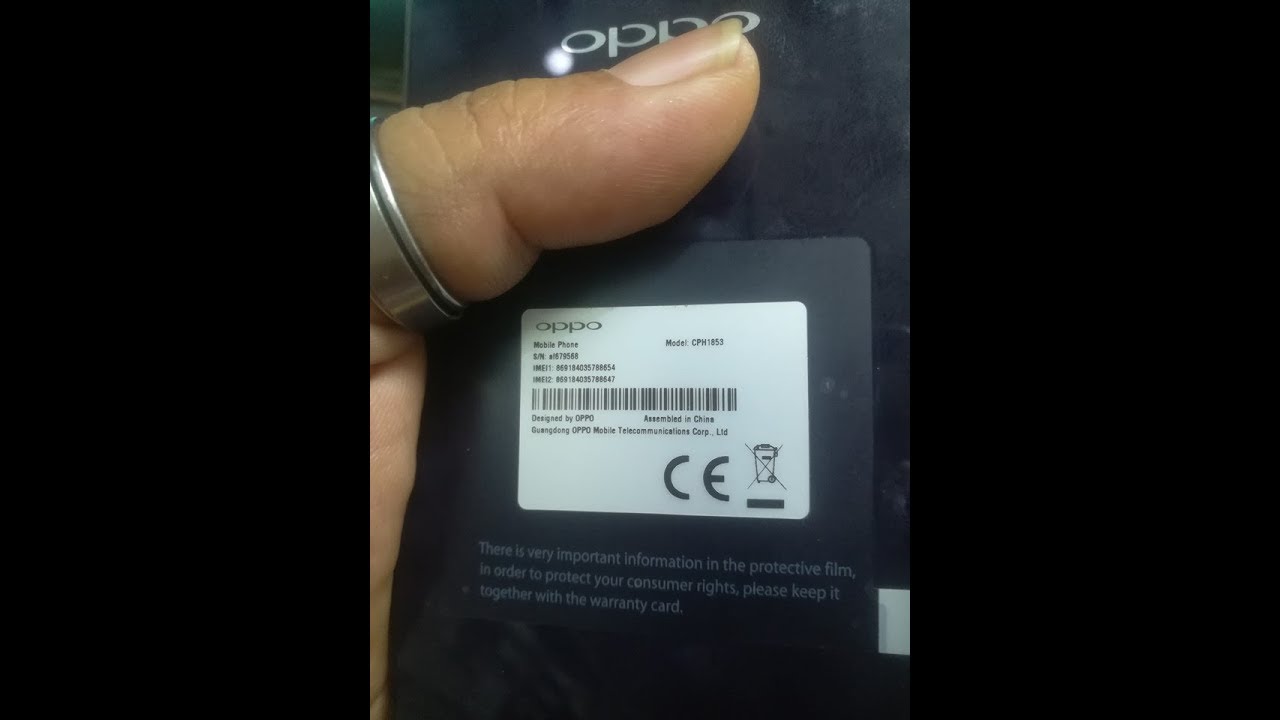 oppo
oppo
Mobile Phone Model: CPH1853
S/N: af679568
IMEI1: 869184035788654
IMEI2: 869184035788647
Designed by OPPO Assembled in China
Guangdong OPPO Mobile Telecommunications Corp., Ltd
CE
There is very important information in the protective film,
in order to protect your consumer rights, please keep it
together with the warranty card.